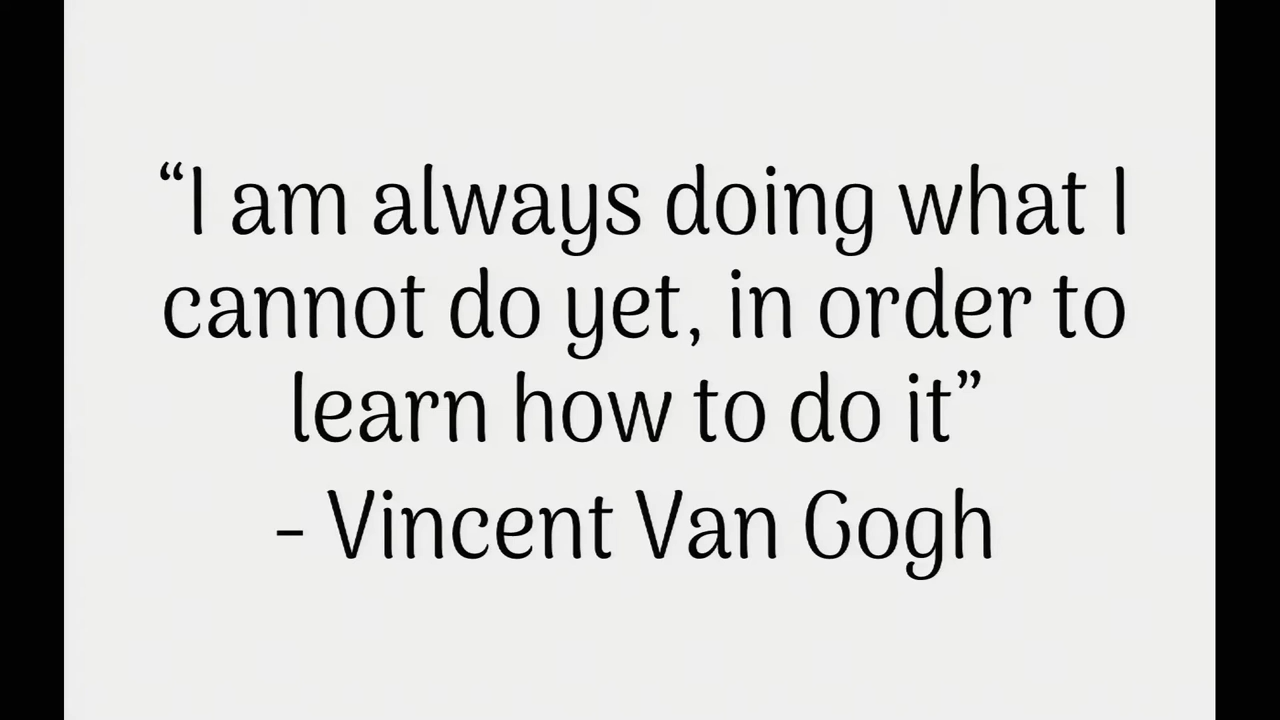 “I am always doing what I
cannot do yet, in order to
learn how to do it”
- Vincent Van Gogh